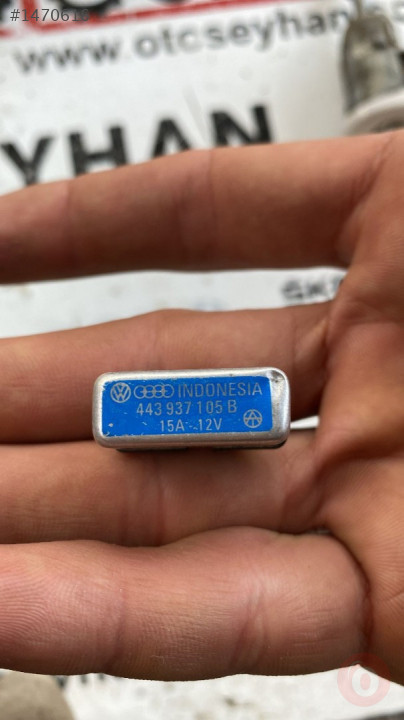 #147061
www.otcseyhan
YHAN
INDONESIA
443 937 105 B
15A - 12V